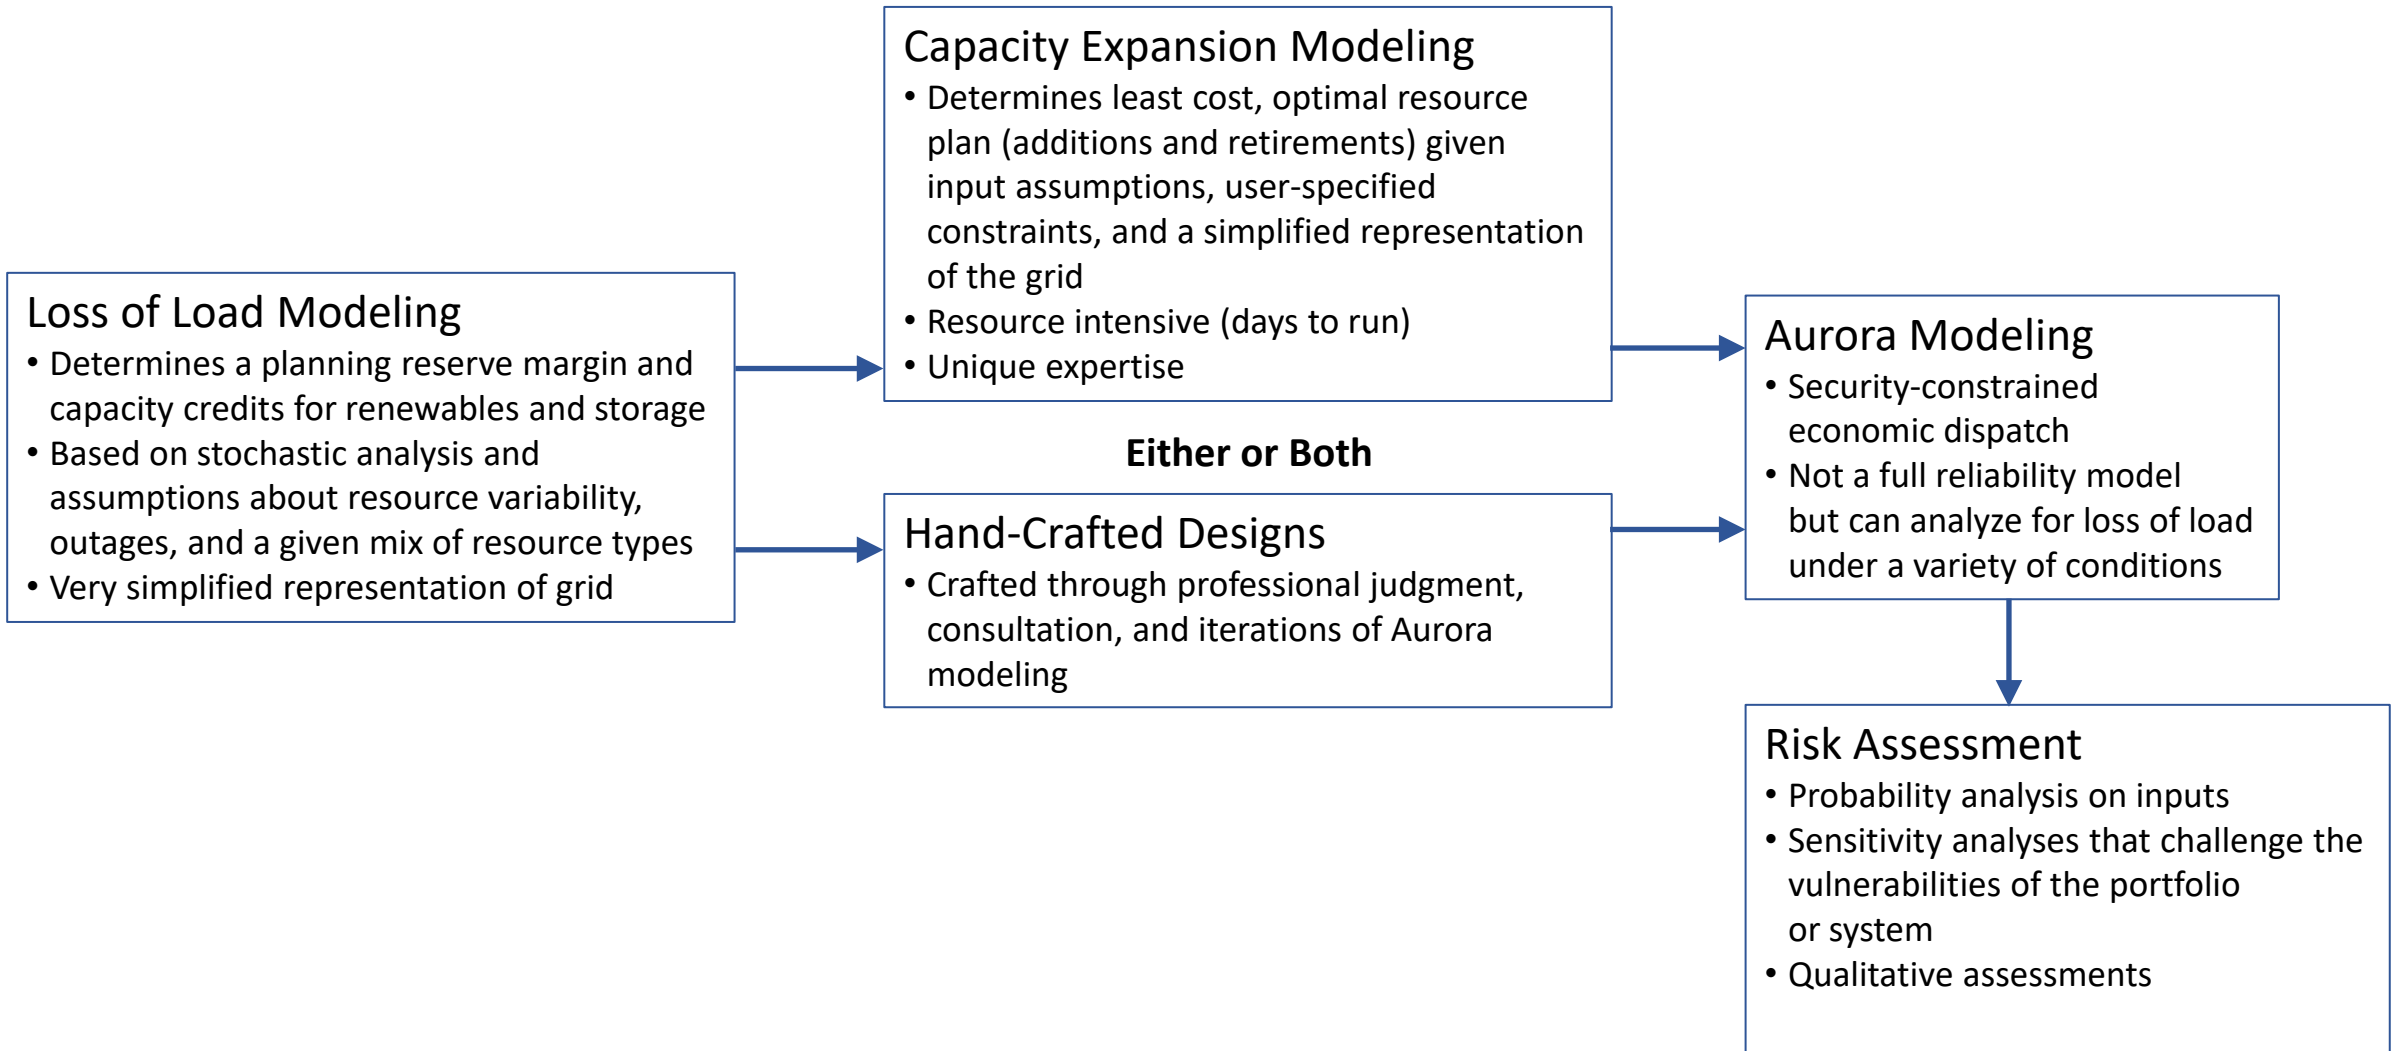 Loss of Load Modeling
• Determines a planning reserve margin and
capacity credits for renewables and storage
• Based on stochastic analysis and
assumptions about resource variability,
outages, and a given mix of resource types
• Very simplified representation of grid
Capacity Expansion Modeling
• Determines least cost, optimal resource
plan (additions and retirements) given
input assumptions, user-specified
constraints, and a simplified representation
of the grid
• Resource intensive (days to run)
• Unique expertise
Either or Both
Hand-Crafted Designs
• Crafted through professional judgment,
consultation, and iterations of Aurora
modeling
Aurora Modeling
• Security-constrained
economic dispatch
• Not a full reliability model
but can analyze for loss of load
under a variety of conditions
Risk Assessment
• Probability analysis on inputs
• Sensitivity analyses that challenge the
vulnerabilities of the portfolio
or system
• Qualitative assessments